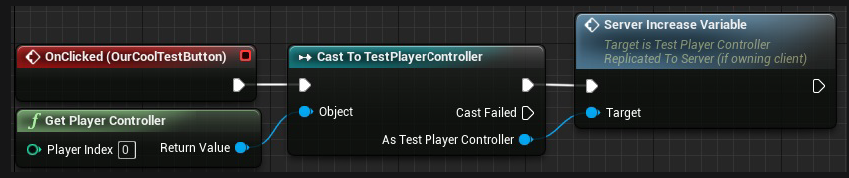 OnClicked (OurCoolTestButton)
f Get Player Controller
Player Index 0 Return Value
Cast To TestPlayerController
Object
Cast Failed
As Test Player Controller
Server Increase Variable
Target is Test Player Controller
Replicated To Server (if owning client)
Target